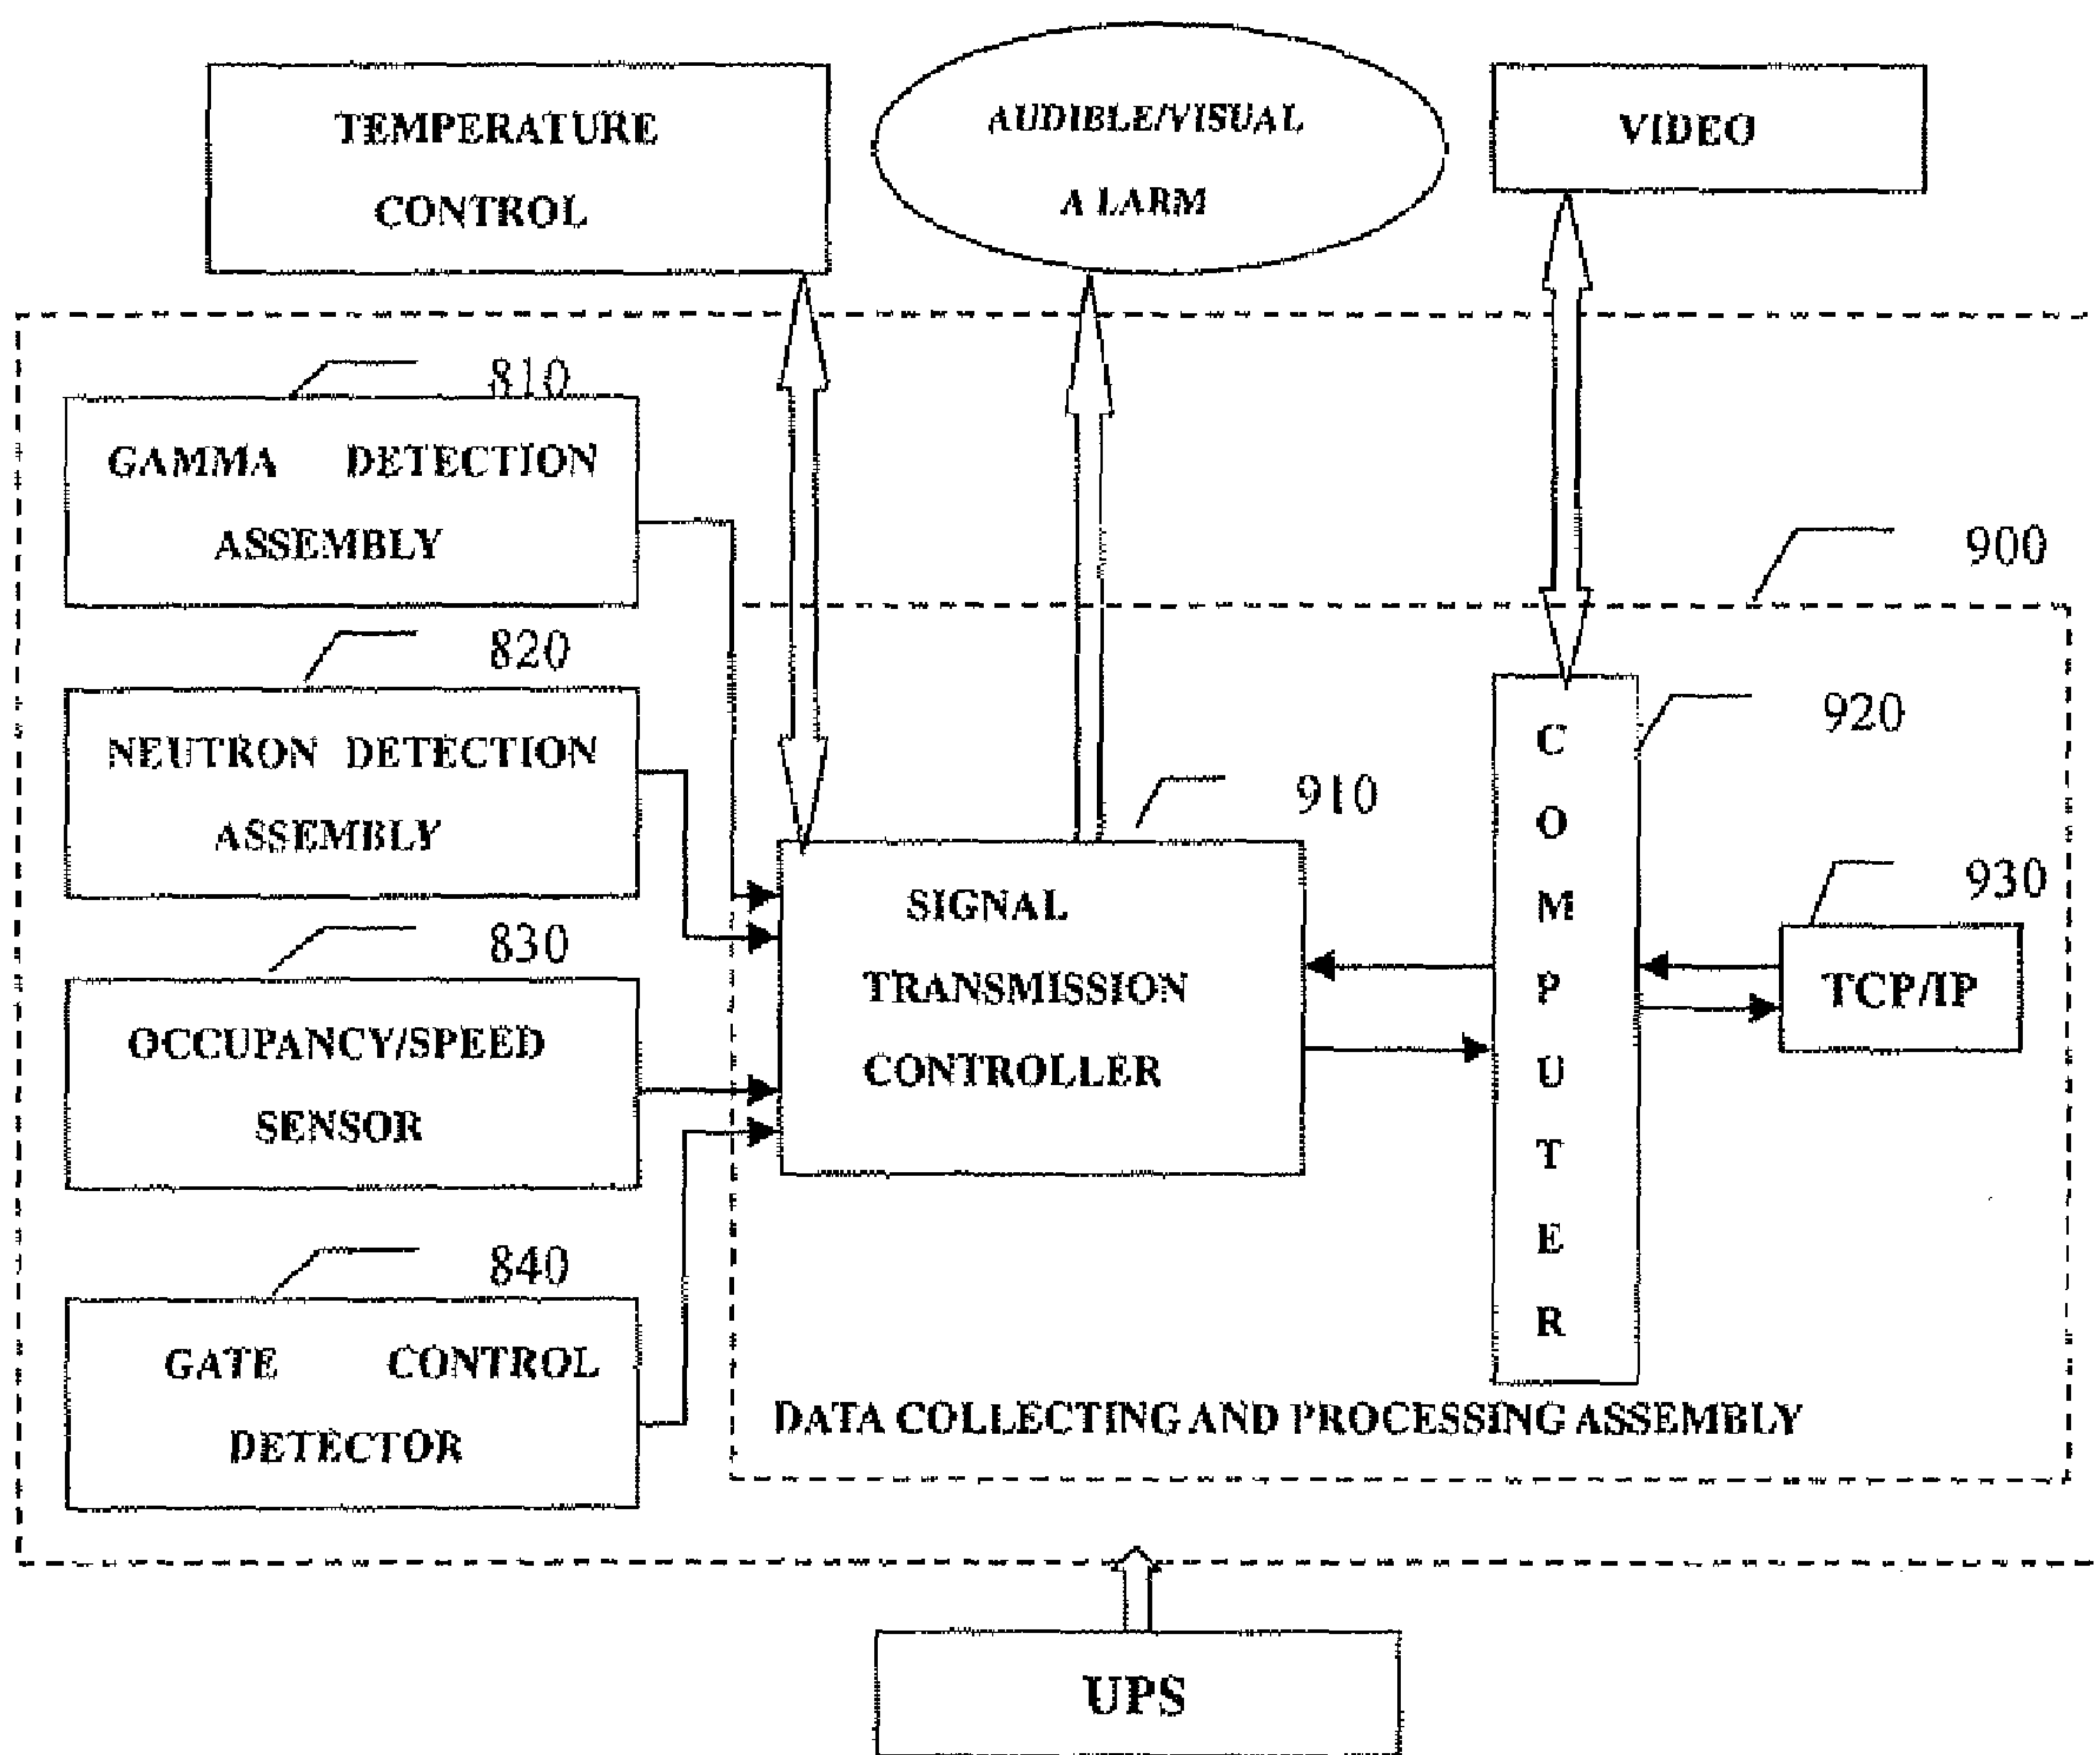 TEMPERATURE
CONTROL
AUDIBLE/VISUAL
A LARM
VIDEO
810
GAMMA DETECTION
ASSEMBLY
900
820
NEUTRON DETECTION
ASSEMBLY
920
910
830
OCCUPANCY/SPEED
SENSOR
SIGNAL
TRANSMISSION
CONTROLLER
C
O
M
P
U
T
E
R
930
TCP/IP
840
GATE CONTROL
DETECTOR
DATA COLLECTING AND PROCESSING ASSEMBLY
UPS